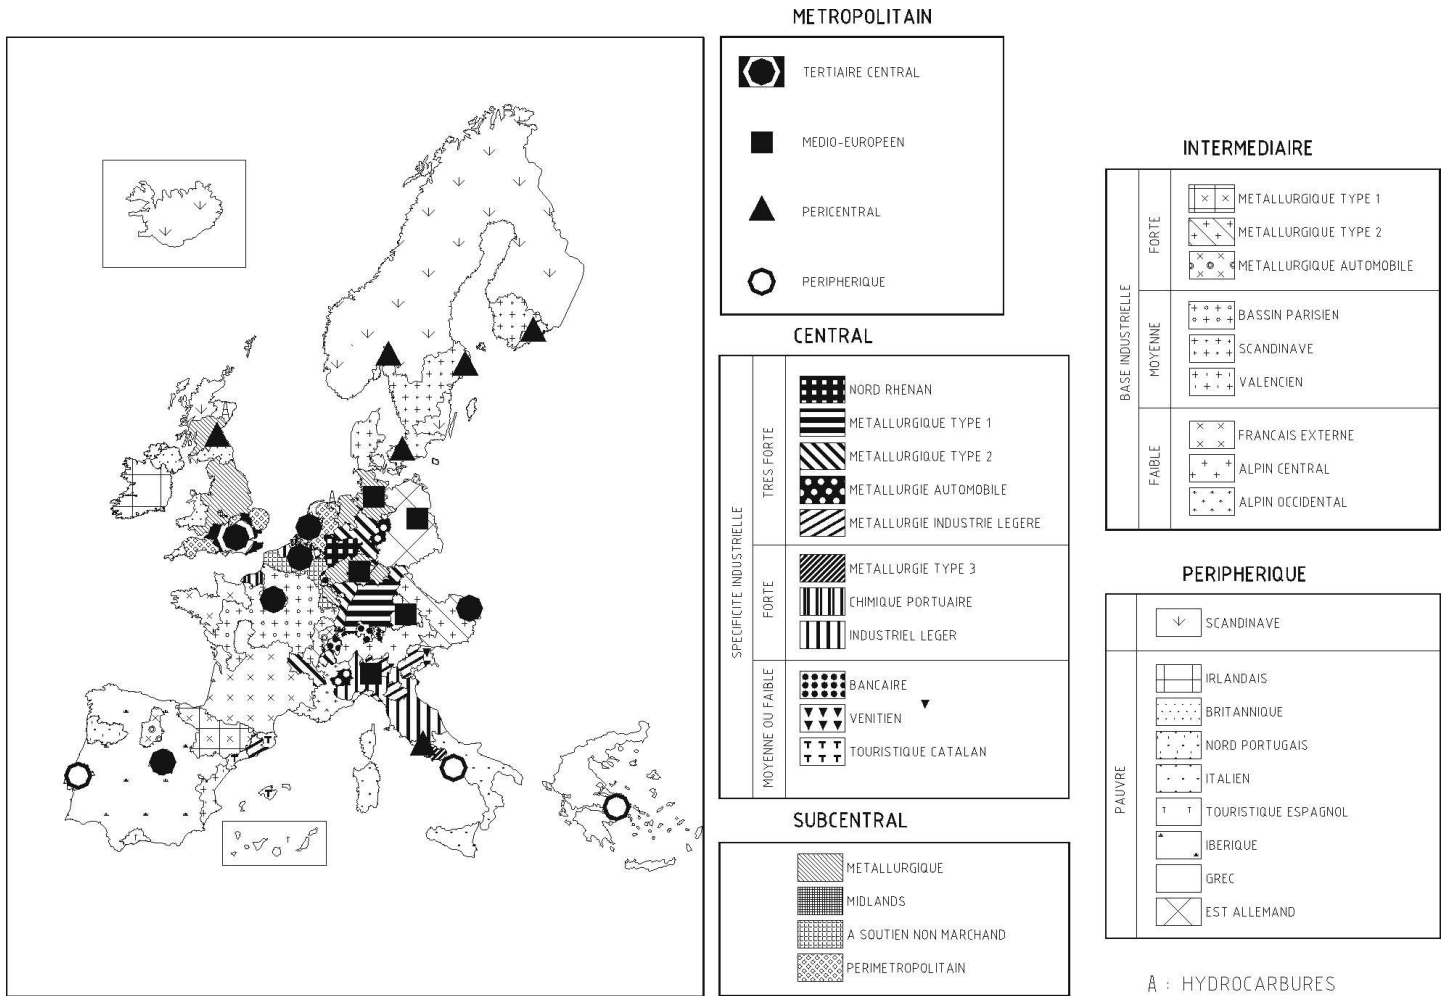 METROPOLITAIN
TERTIAIRE CENTRAL
MEDIO-EUROPEEN
PERICENTRAL
PERIPHERIQUE
CENTRAL
SPECIFICITE INDUSTRIELLE
TRES FORTE
NORD RHENAN
METALLURGIQUE TYPE 1
METALLURGIQUE TYPE 2
METALLURGIE AUTOMOBILE
METALLURGIE INDUSTRIE LEGERE
FORTE
METALLURGIE TYPE 3
CHIMIQUE PORTUAIRE
INDUSTRIEL LEGER
MOYENNE OU FAIBLE
BANCAIRE
VENITIEN
TOURISTIQUE CATALAN
SUBCENTRAL
METALLURGIQUE
MIDLANDS
A SOUTIEN NON MARCHAND
PERIMETROPOLITAIN
INTERMEDIAIRE
BASE INDUSTRIELLE
FORTE
METALLURGIQUE TYPE 1
METALLURGIQUE TYPE 2
METALLURGIQUE AUTOMOBILE
MOYENNE
BASSIN PARISIEN
SCANDINAVE
VALENCIEN
FAIBLE
FRANCAIS EXTERNE
ALPIN CENTRAL
ALPIN OCCIDENTAL
PERIPHERIQUE
SCANDINAVE
PAUVRE
IRLANDAIS
BRITANNIQUE
NORD PORTUGAIS
ITALIEN
TOURISTIQUE ESPAGNOL
IBERIQUE
GREC
EST ALLEMAND
A : HYDROCARBURES